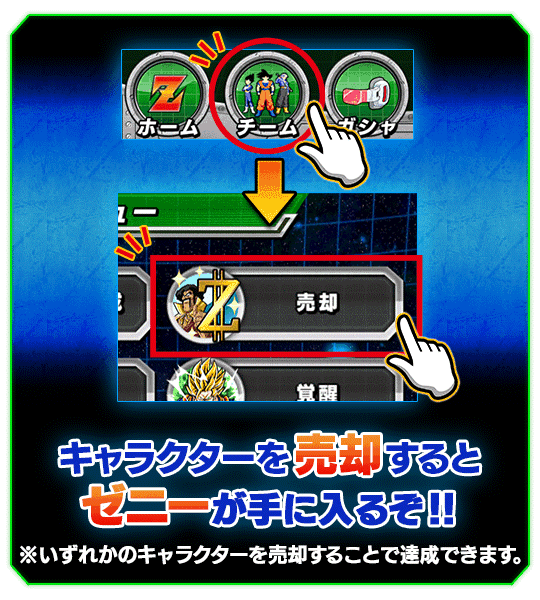 ホーム
チーム
ガシャ
ュー
売却
覚醒
キャラクターを売却すると
ゼニーが手に入るぞ!!
※いずれかのキャラクターを売却することで達成できます。